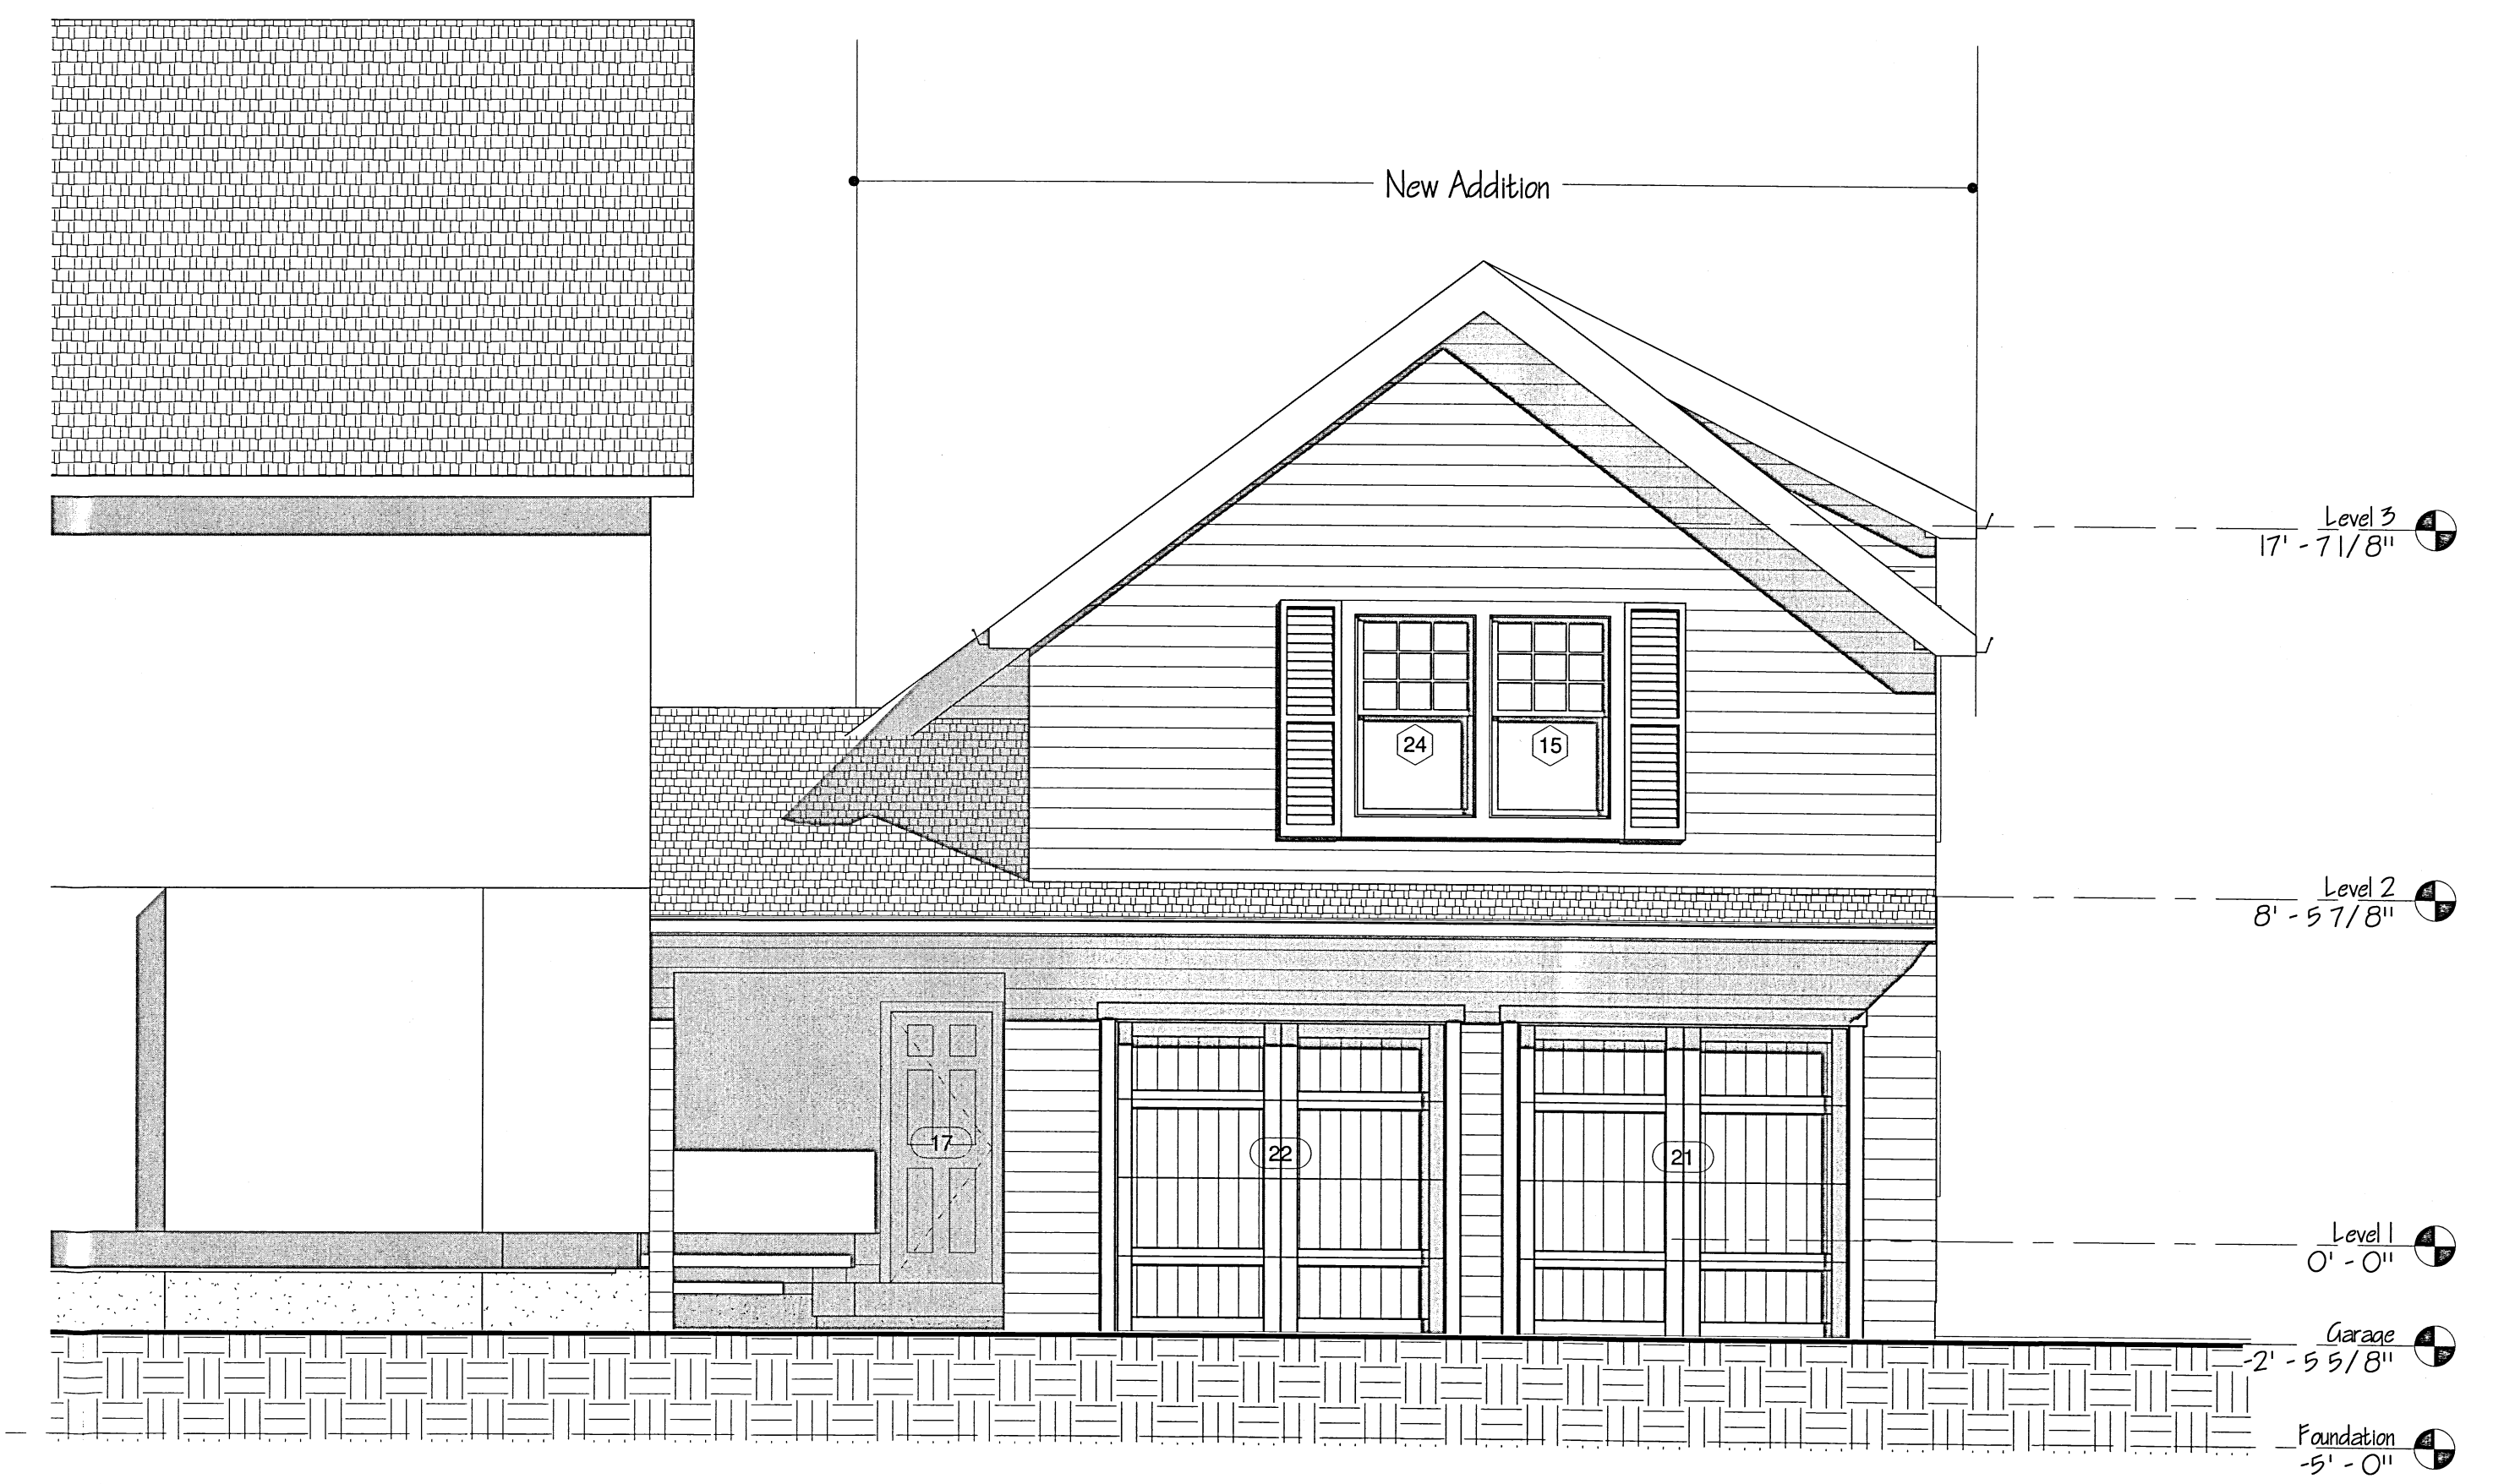 New Addition
Level 3
17' - 7 1/8"
24
15
Level 2
8' - 5 7/8"
17
22
21
Level 1
0' - 0"
Garage
-2' - 5 5/8"
Foundation
-5' - 0"